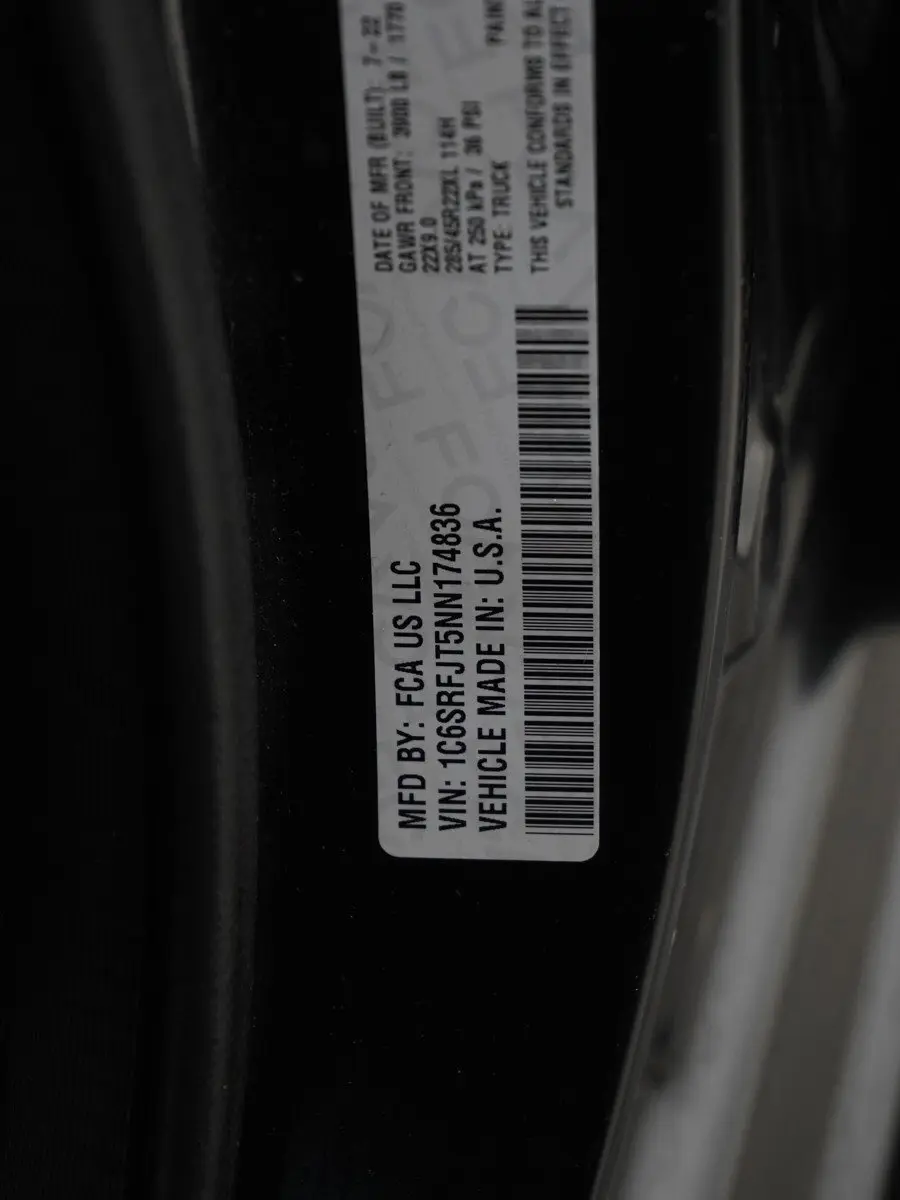 MFD BY: FCA US LLC
VIN: 1C6SRFJT5NN174836
VEHICLE MADE IN: U.S.A.
DATE OF MFR (BUILT): 7-22
GAWR FRONT: 3900 LB / 1770
22X9.0
285/45R22XL 114H
AT 250 kPa / 36 PSI
TYPE: TRUCK
THIS VEHICLE CONFORMS TO AL
STANDARDS IN EFFECT